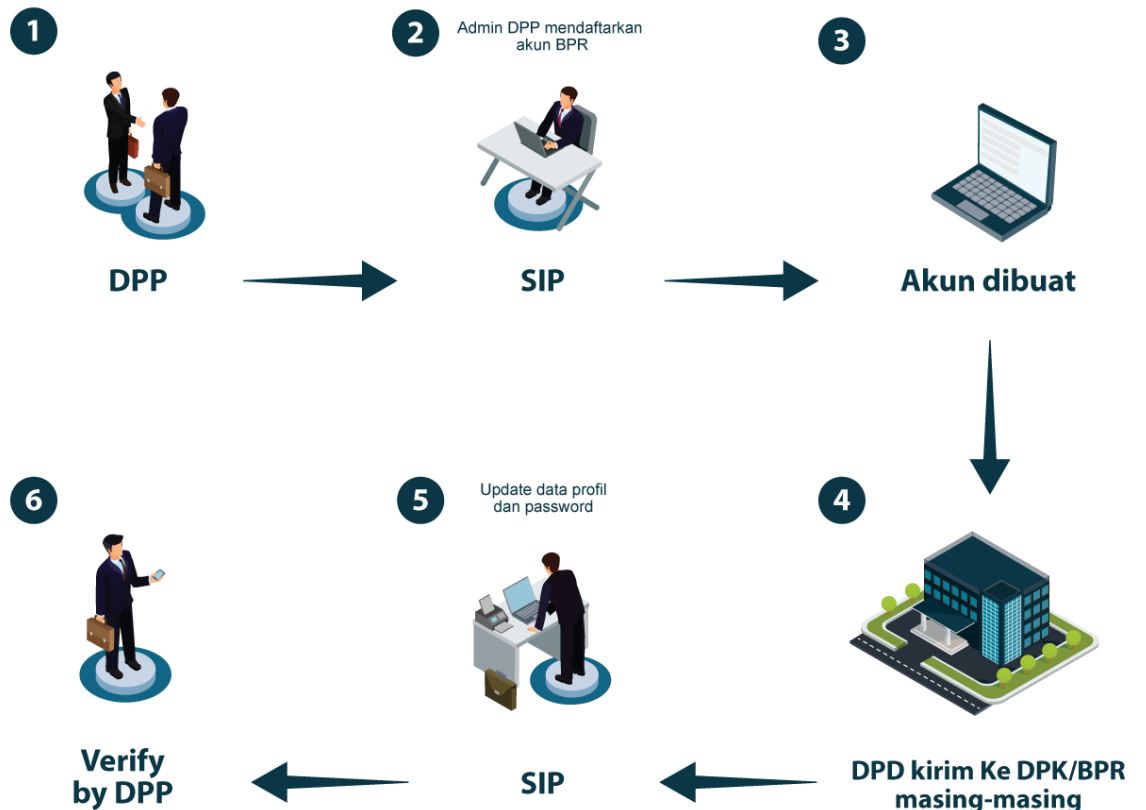 1
DPP
2
Admin DPP mendaftarkan
akun BPR
SIP
3
Akun dibuat
4
DPD kirim Ke DPK/BPR
masing-masing
5
Update data profil
dan password
SIP
6
Verify
by DPP